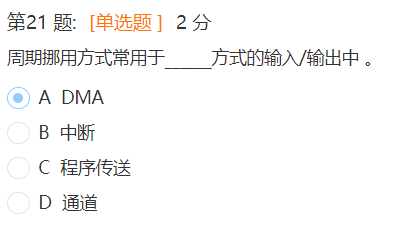 第21 题: [单选题 ] 2 分
周期挪用方式常用于______方式的输入/输出中 。
A DMA
B 中断
C 程序传送
D 通道